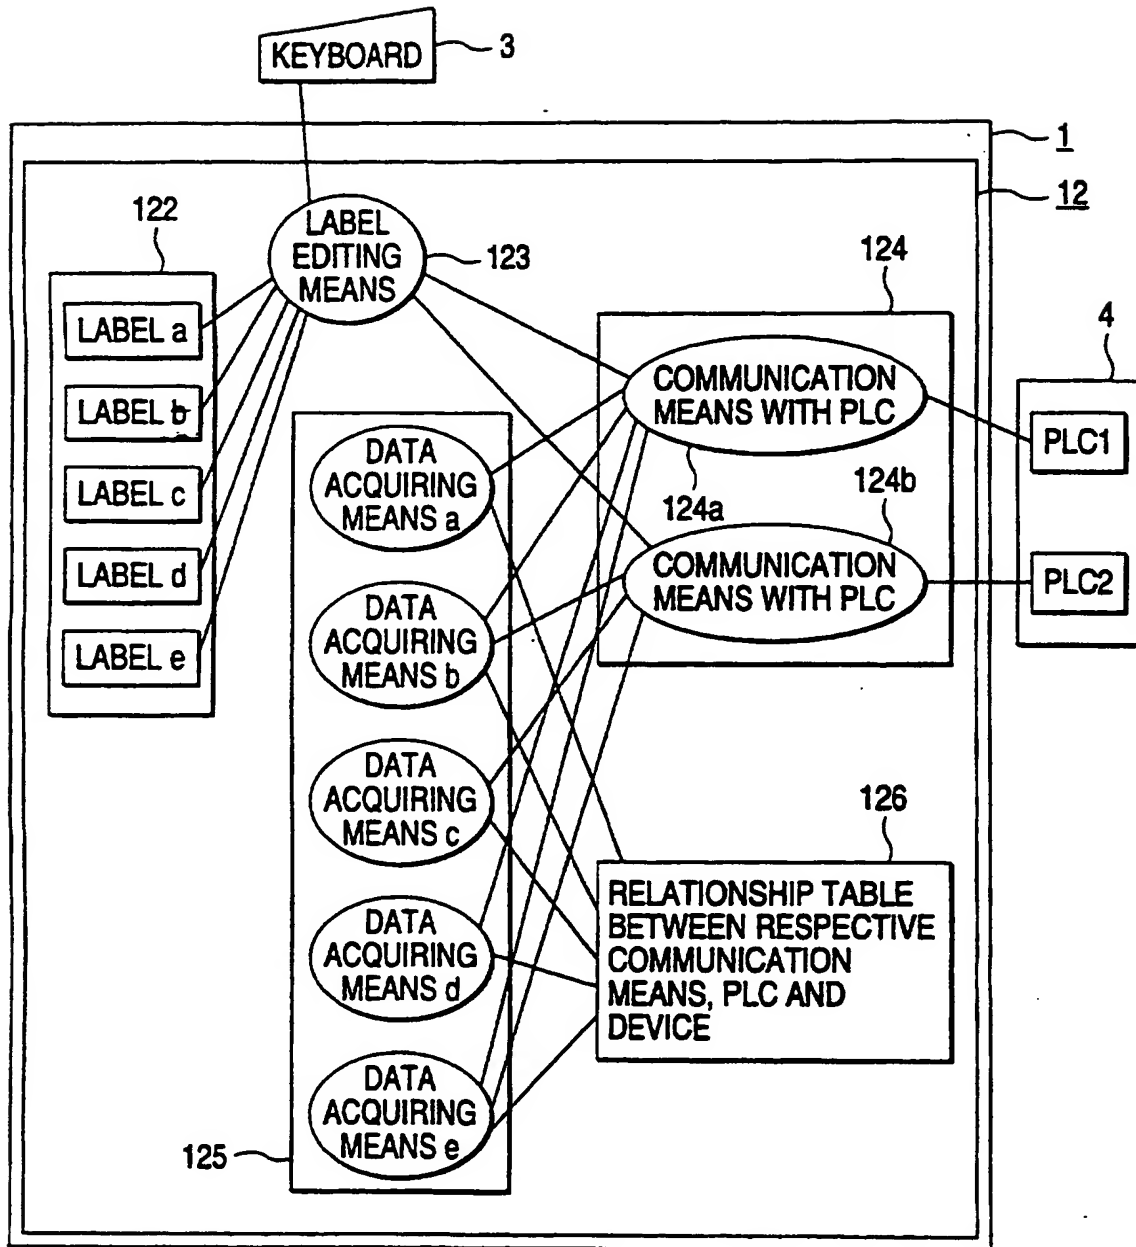 KEYBOARD
3
1
12
122
LABEL
EDITING
MEANS
123
124
4
LABEL a
LABEL b
LABEL c
LABEL d
LABEL e
COMMUNICATION
MEANS WITH PLC
124a
124b
COMMUNICATION
MEANS WITH PLC
PLC1
PLC2
DATA
ACQUIRING
MEANS a
DATA
ACQUIRING
MEANS b
DATA
ACQUIRING
MEANS c
DATA
ACQUIRING
MEANS d
DATA
ACQUIRING
MEANS e
125
126
RELATIONSHIP TABLE
BETWEEN RESPECTIVE
COMMUNICATION
MEANS, PLC AND
DEVICE